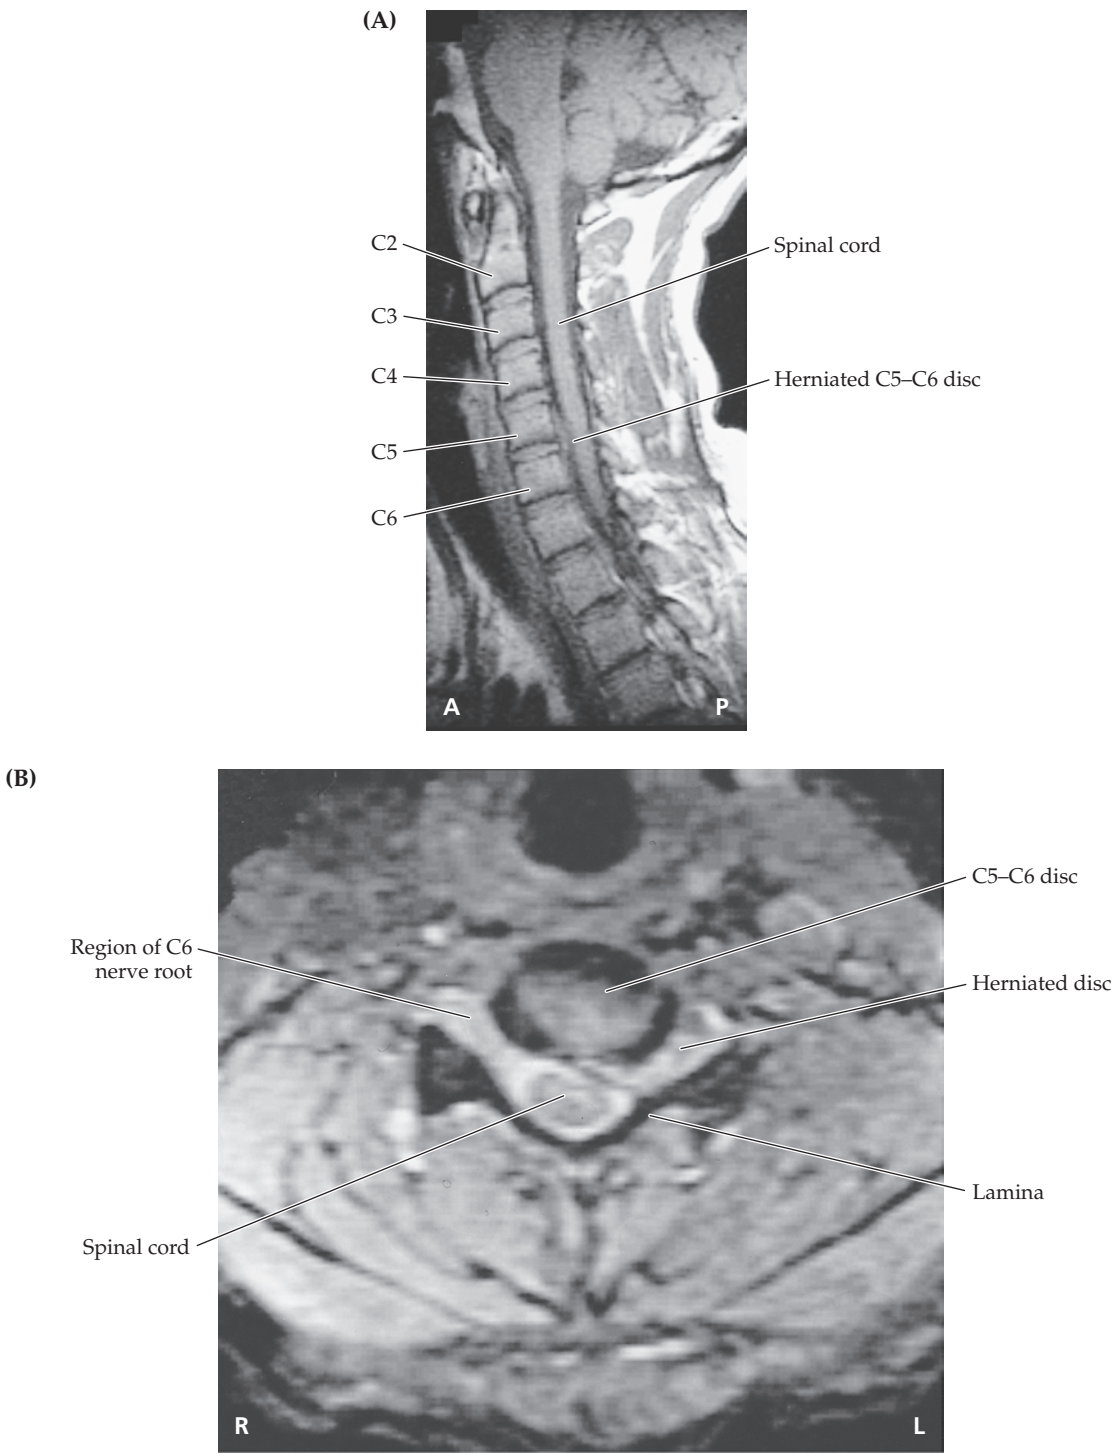 (A)
C2
Spinal cord
C3
Herniated C5–C6 disc
C4
C5
C6
A
P
(B)
C5–C6 disc
Region of C6
nerve root
Herniated disc
Lamina
Spinal cord
R
L